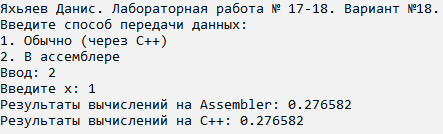 Яхьяев Данис. Лабораторная работа № 17-18. Вариант №18.
Введите способ передачи данных:
1. Обычно (через C++)
2. В ассемблере
Ввод: 2
Введите x: 1
Результаты вычислений на Assembler: 0.276582
Результаты вычислений на C++: 0.276582